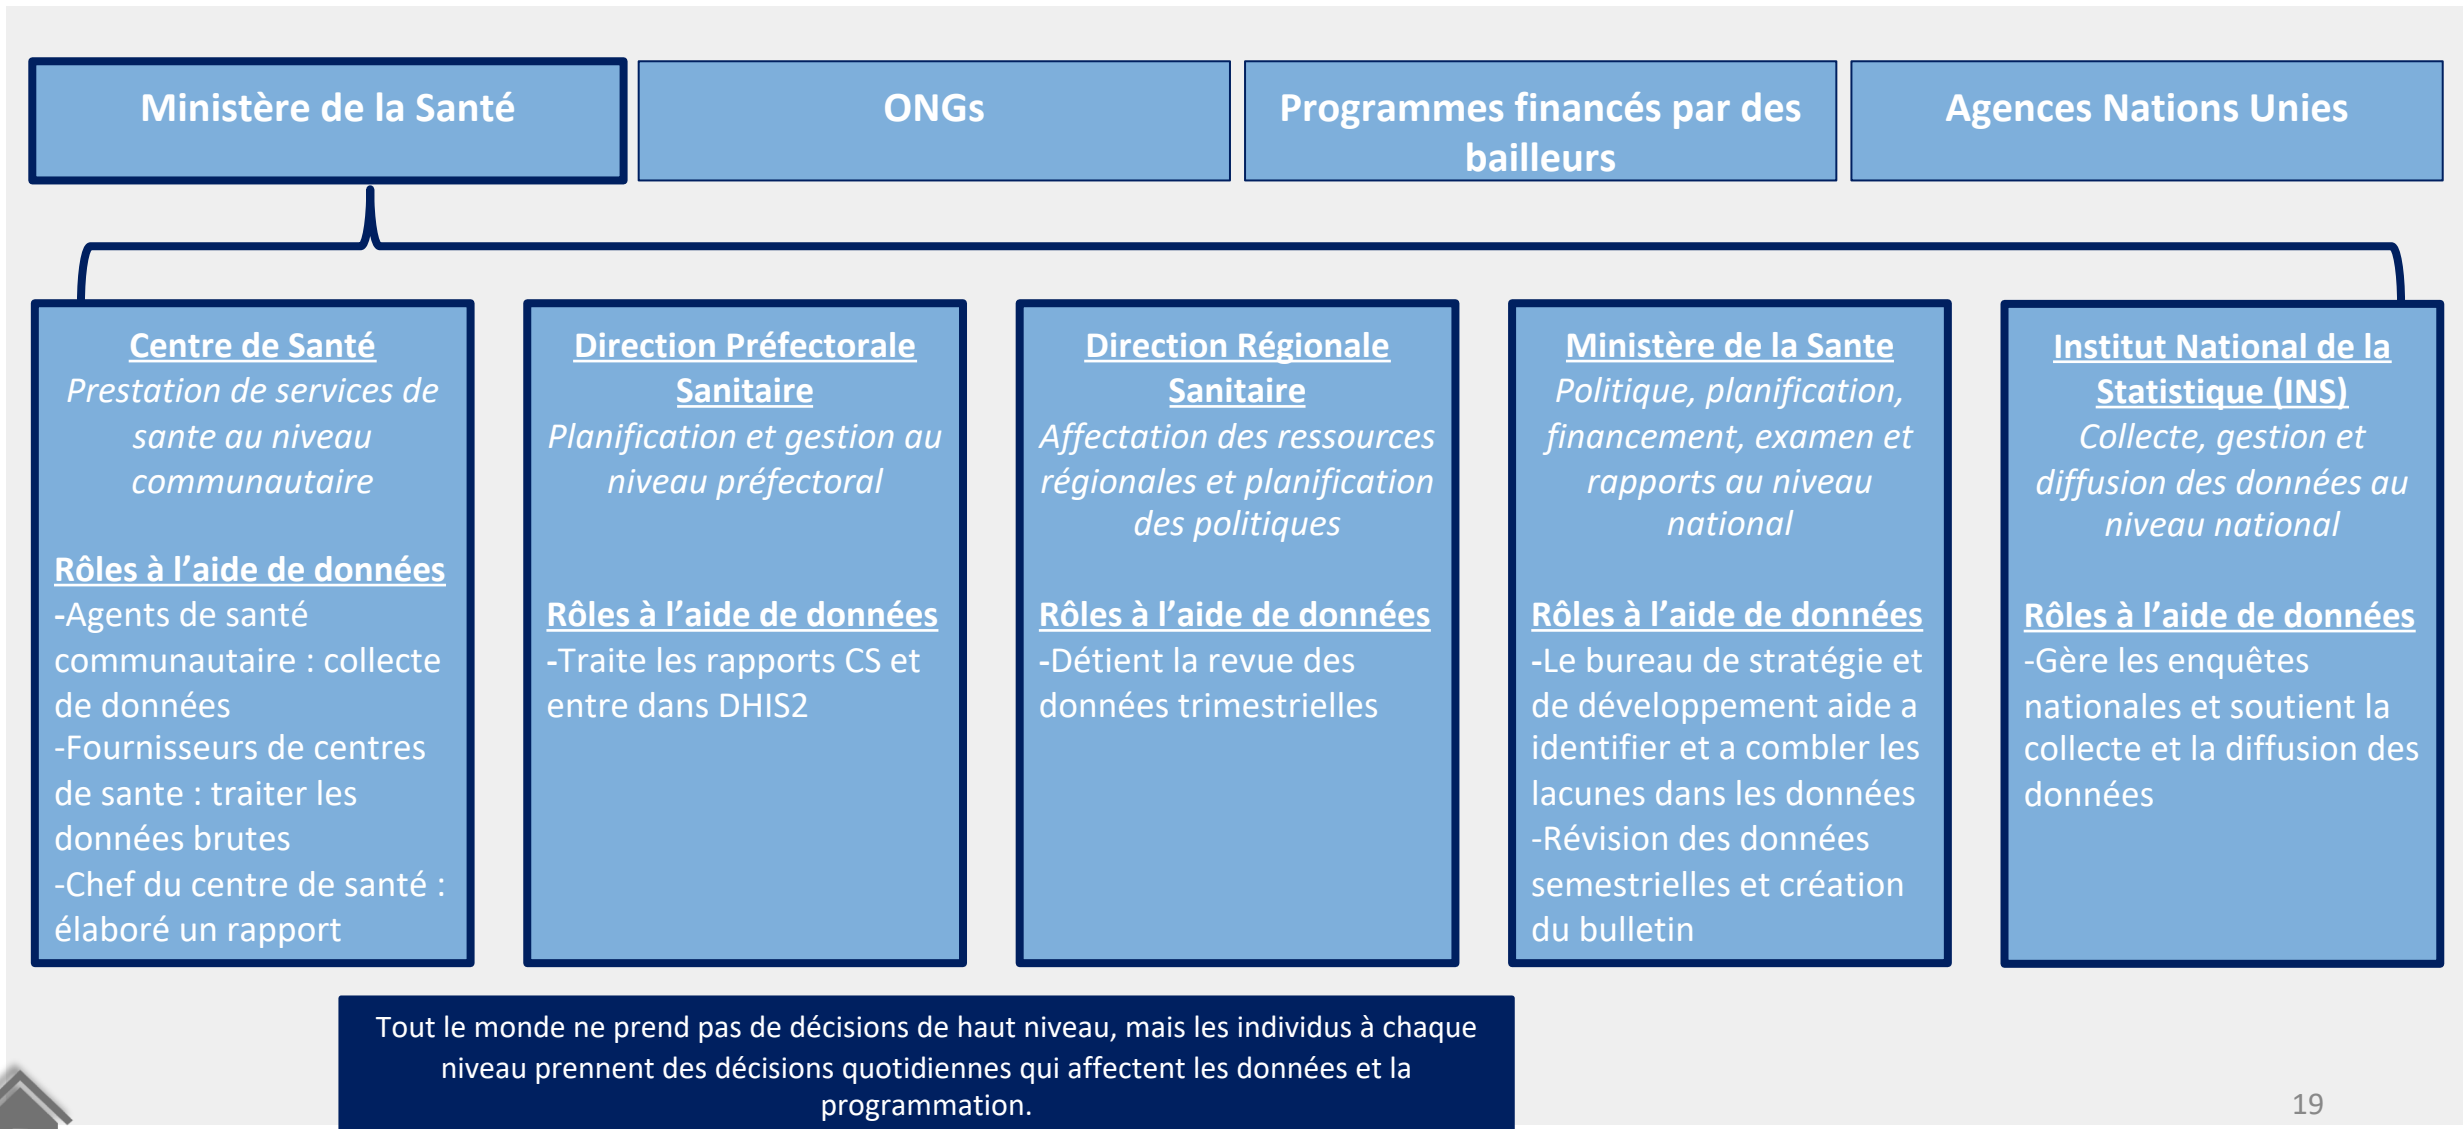 Ministère de la Santé
ONGs
Programmes financés par des
bailleurs
Agences Nations Unies
Centre de Santé
Prestation de services de
sante au niveau
communautaire
Rôles à l’aide de données
-Agents de santé
communautaire : collecte
de données
-Fournisseurs de centres
de sante : traiter les
données brutes
-Chef du centre de santé :
élaboré un rapport
Direction Préfectorale
Sanitaire
Planification et gestion au
niveau préfectoral
Rôles à l’aide de données
-Traite les rapports CS et
entre dans DHIS2
Direction Régionale
Sanitaire
Affectation des ressources
régionales et planification
des politiques
Rôles à l’aide de données
-Détient la revue des
données trimestrielles
Ministère de la Sante
Politique, planification,
financement, examen et
rapports au niveau
national
Rôles à l’aide de données
-Le bureau de stratégie et
de développement aide a
identifier et a combler les
lacunes dans les données
-Révision des données
semestrielles et création
du bulletin
Institut National de la
Statistique (INS)
Collecte, gestion et
diffusion des données au
niveau national
Rôles à l’aide de données
-Gère les enquêtes
nationales et soutient la
collecte et la diffusion des
données
Tout le monde ne prend pas de décisions de haut niveau, mais les individus à chaque
niveau prennent des décisions quotidiennes qui affectent les données et la
programmation.
19